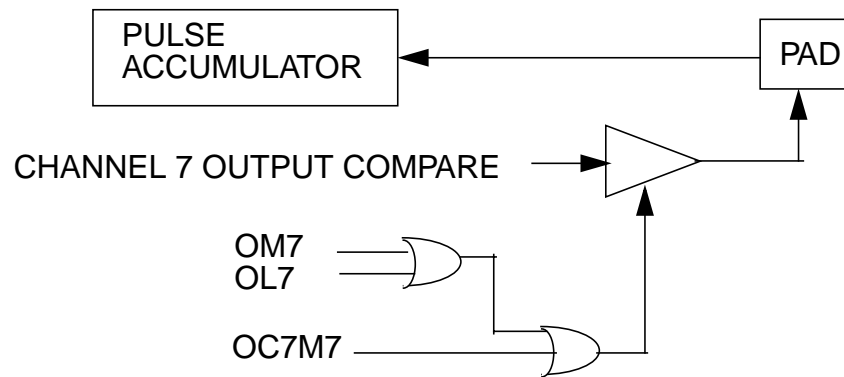 PULSE
ACCUMULATOR
PAD
CHANNEL 7 OUTPUT COMPARE
OM7
OL7
OC7M7